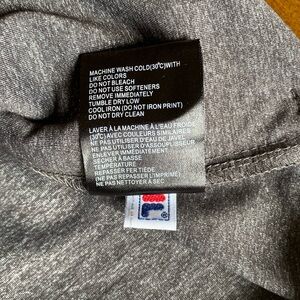 MACHINE WASH COLD(30℃)WITH
LIKE COLORS
DO NOT BLEACH
DO NOT USE SOFTENERS
REMOVE IMMEDIATELY
TUMBLE DRY LOW
COOL IRON (DO NOT IRON PRINT)
DO NOT DRY CLEAN
LAVER À LA MACHINE À L'EAU FROIDE
(30℃) AVEC COULEURS SIMILAIRES
NE PAS UTILISER D'EAU DE JAVEL
NE PAS UTILISER D'ASSOUPLISSEUR
ENLEVER IMMÉDIATEMENT
SÉCHER À BASSE
TEMPÉRATURE
REPASSER FER TIÈDE
(NE PAS REPASSER L'IMPRIMÉ)
NE PAS NETTOYER À SEC